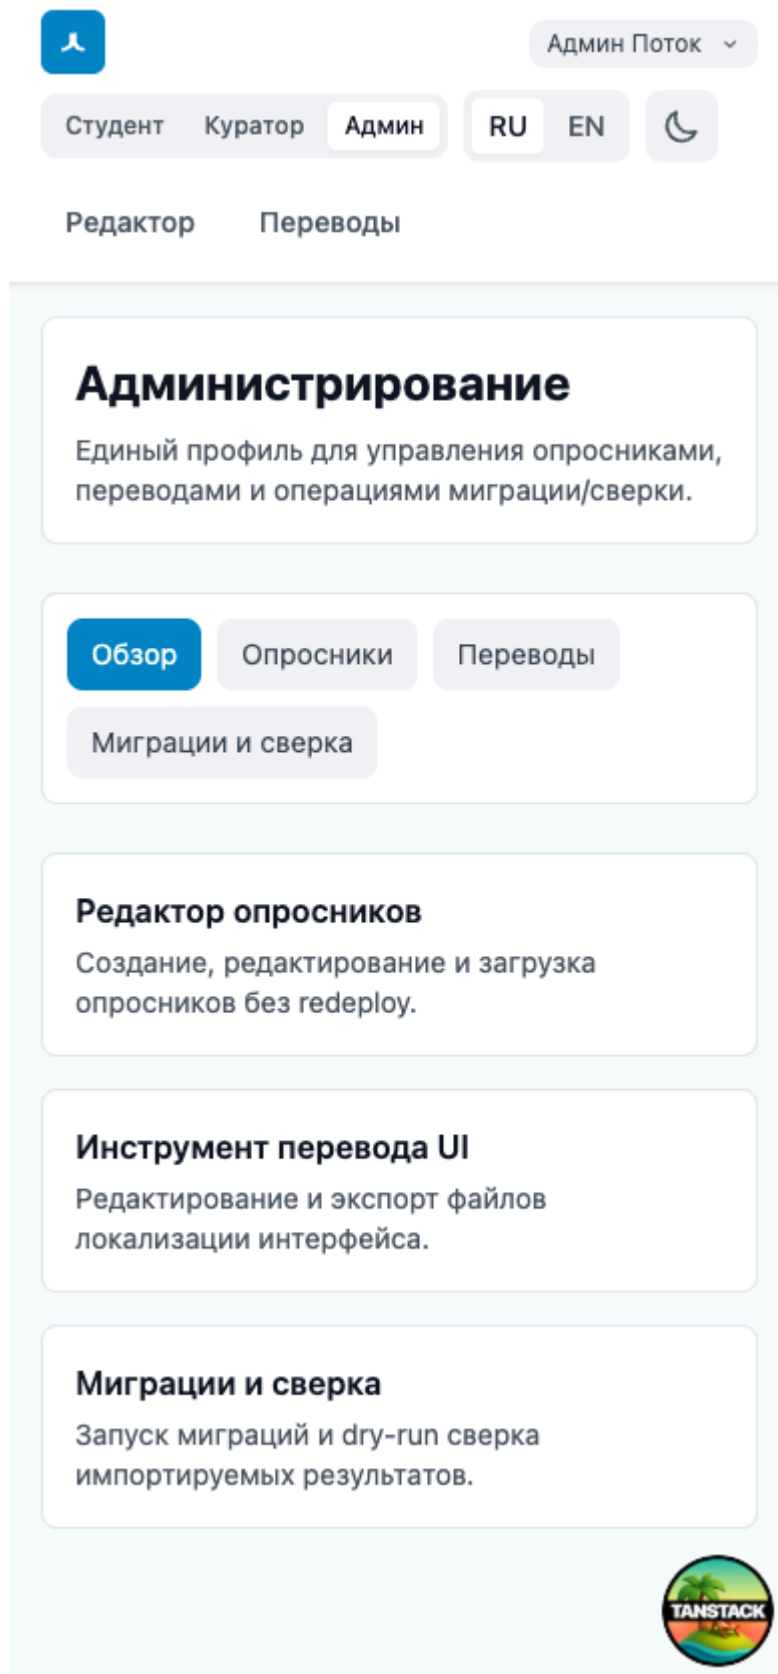 Админ Поток
Студент Куратор Админ RU EN
Редактор Переводы
Администрирование
Единый профиль для управления опросниками,
переводами и операциями миграции/сверки.
Обзор Опросники Переводы
Миграции и сверка
Редактор опросников
Создание, редактирование и загрузка
опросников без redeploy.
Инструмент перевода UI
Редактирование и экспорт файлов
локализации интерфейса.
Миграции и сверка
Запуск миграций и dry-run сверка
импортируемых результатов.
TANSTACK